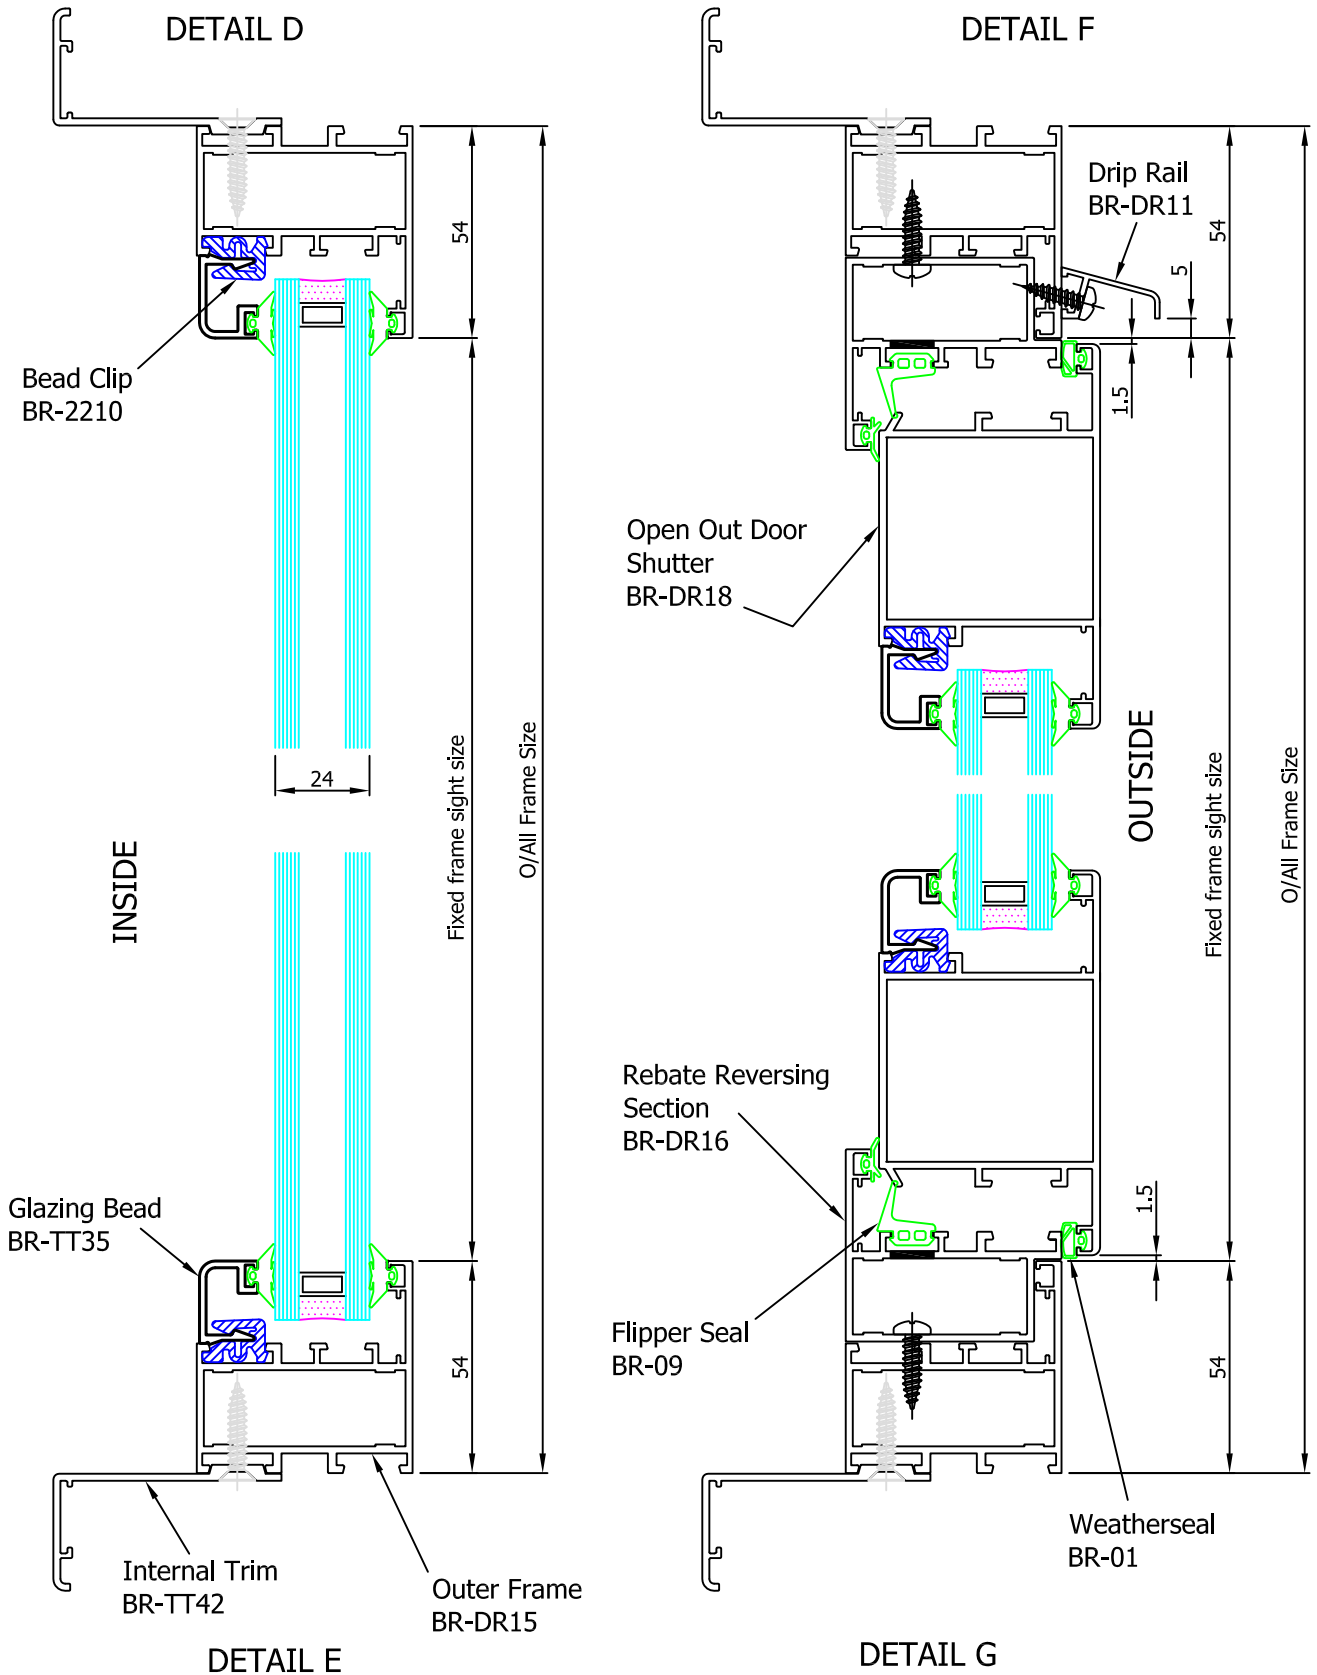 DETAIL D
DETAIL F
Drip Rail
BR-DR11
54
54
5
1.5
Bead Clip
BR-2210
Open Out Door
Shutter
BR-DR18
24
INSIDE
Fixed frame sight size
O/All Frame Size
OUTSIDE
Fixed frame sight size
O/All Frame Size
Rebate Reversing
Section
BR-DR16
Glazing Bead
BR-TT35
1.5
Flipper Seal
BR-09
54
54
Weatherseal
BR-01
Internal Trim
BR-TT42
Outer Frame
BR-DR15
DETAIL E
DETAIL G